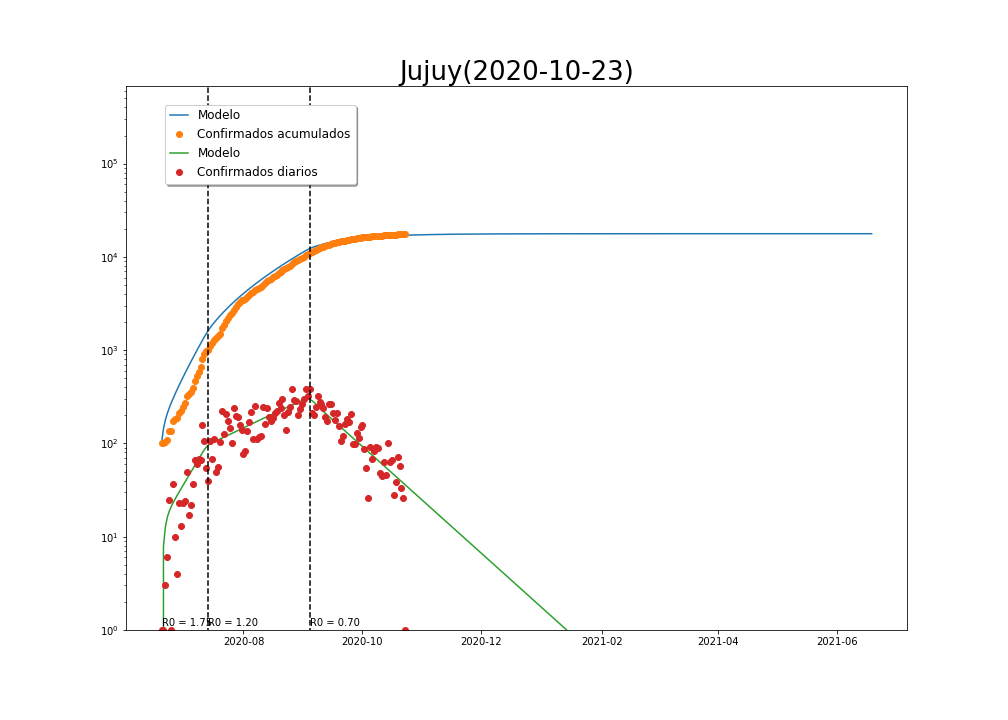 Jujuy(2020-10-23)
Modelo
Confirmados acumulados
Modelo
Confirmados diarios
10⁵
10⁴
10³
10²
10¹
10⁰
R0 = 1.75
R0 = 1.20
R0 = 0.70
2020-08
2020-10
2020-12
2021-02
2021-04
2021-06